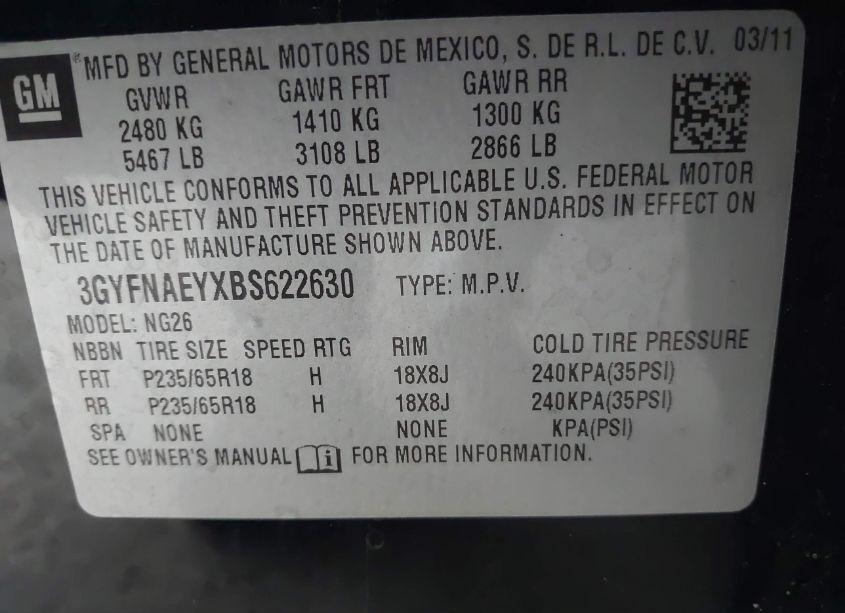 GM
® MFD BY GENERAL MOTORS DE MEXICO, S. DE R.L. DE C.V. 03/11
GVWR GAWR FRT GAWR RR
2480 KG 1410 KG 1300 KG
5467 LB 3108 LB 2866 LB
THIS VEHICLE CONFORMS TO ALL APPLICABLE U.S. FEDERAL MOTOR
VEHICLE SAFETY AND THEFT PREVENTION STANDARDS IN EFFECT ON
THE DATE OF MANUFACTURE SHOWN ABOVE.
3GYFNAEYXBS622630 TYPE: M.P.V.
MODEL: NG26
NBBN TIRE SIZE SPEED RTG RIM COLD TIRE PRESSURE
FRT P235/65R18 H 18X8J 240KPA(35PSI)
RR P235/65R18 H 18X8J 240KPA(35PSI)
SPA NONE NONE KPA(PSI)
SEE OWNER'S MANUAL i FOR MORE INFORMATION.